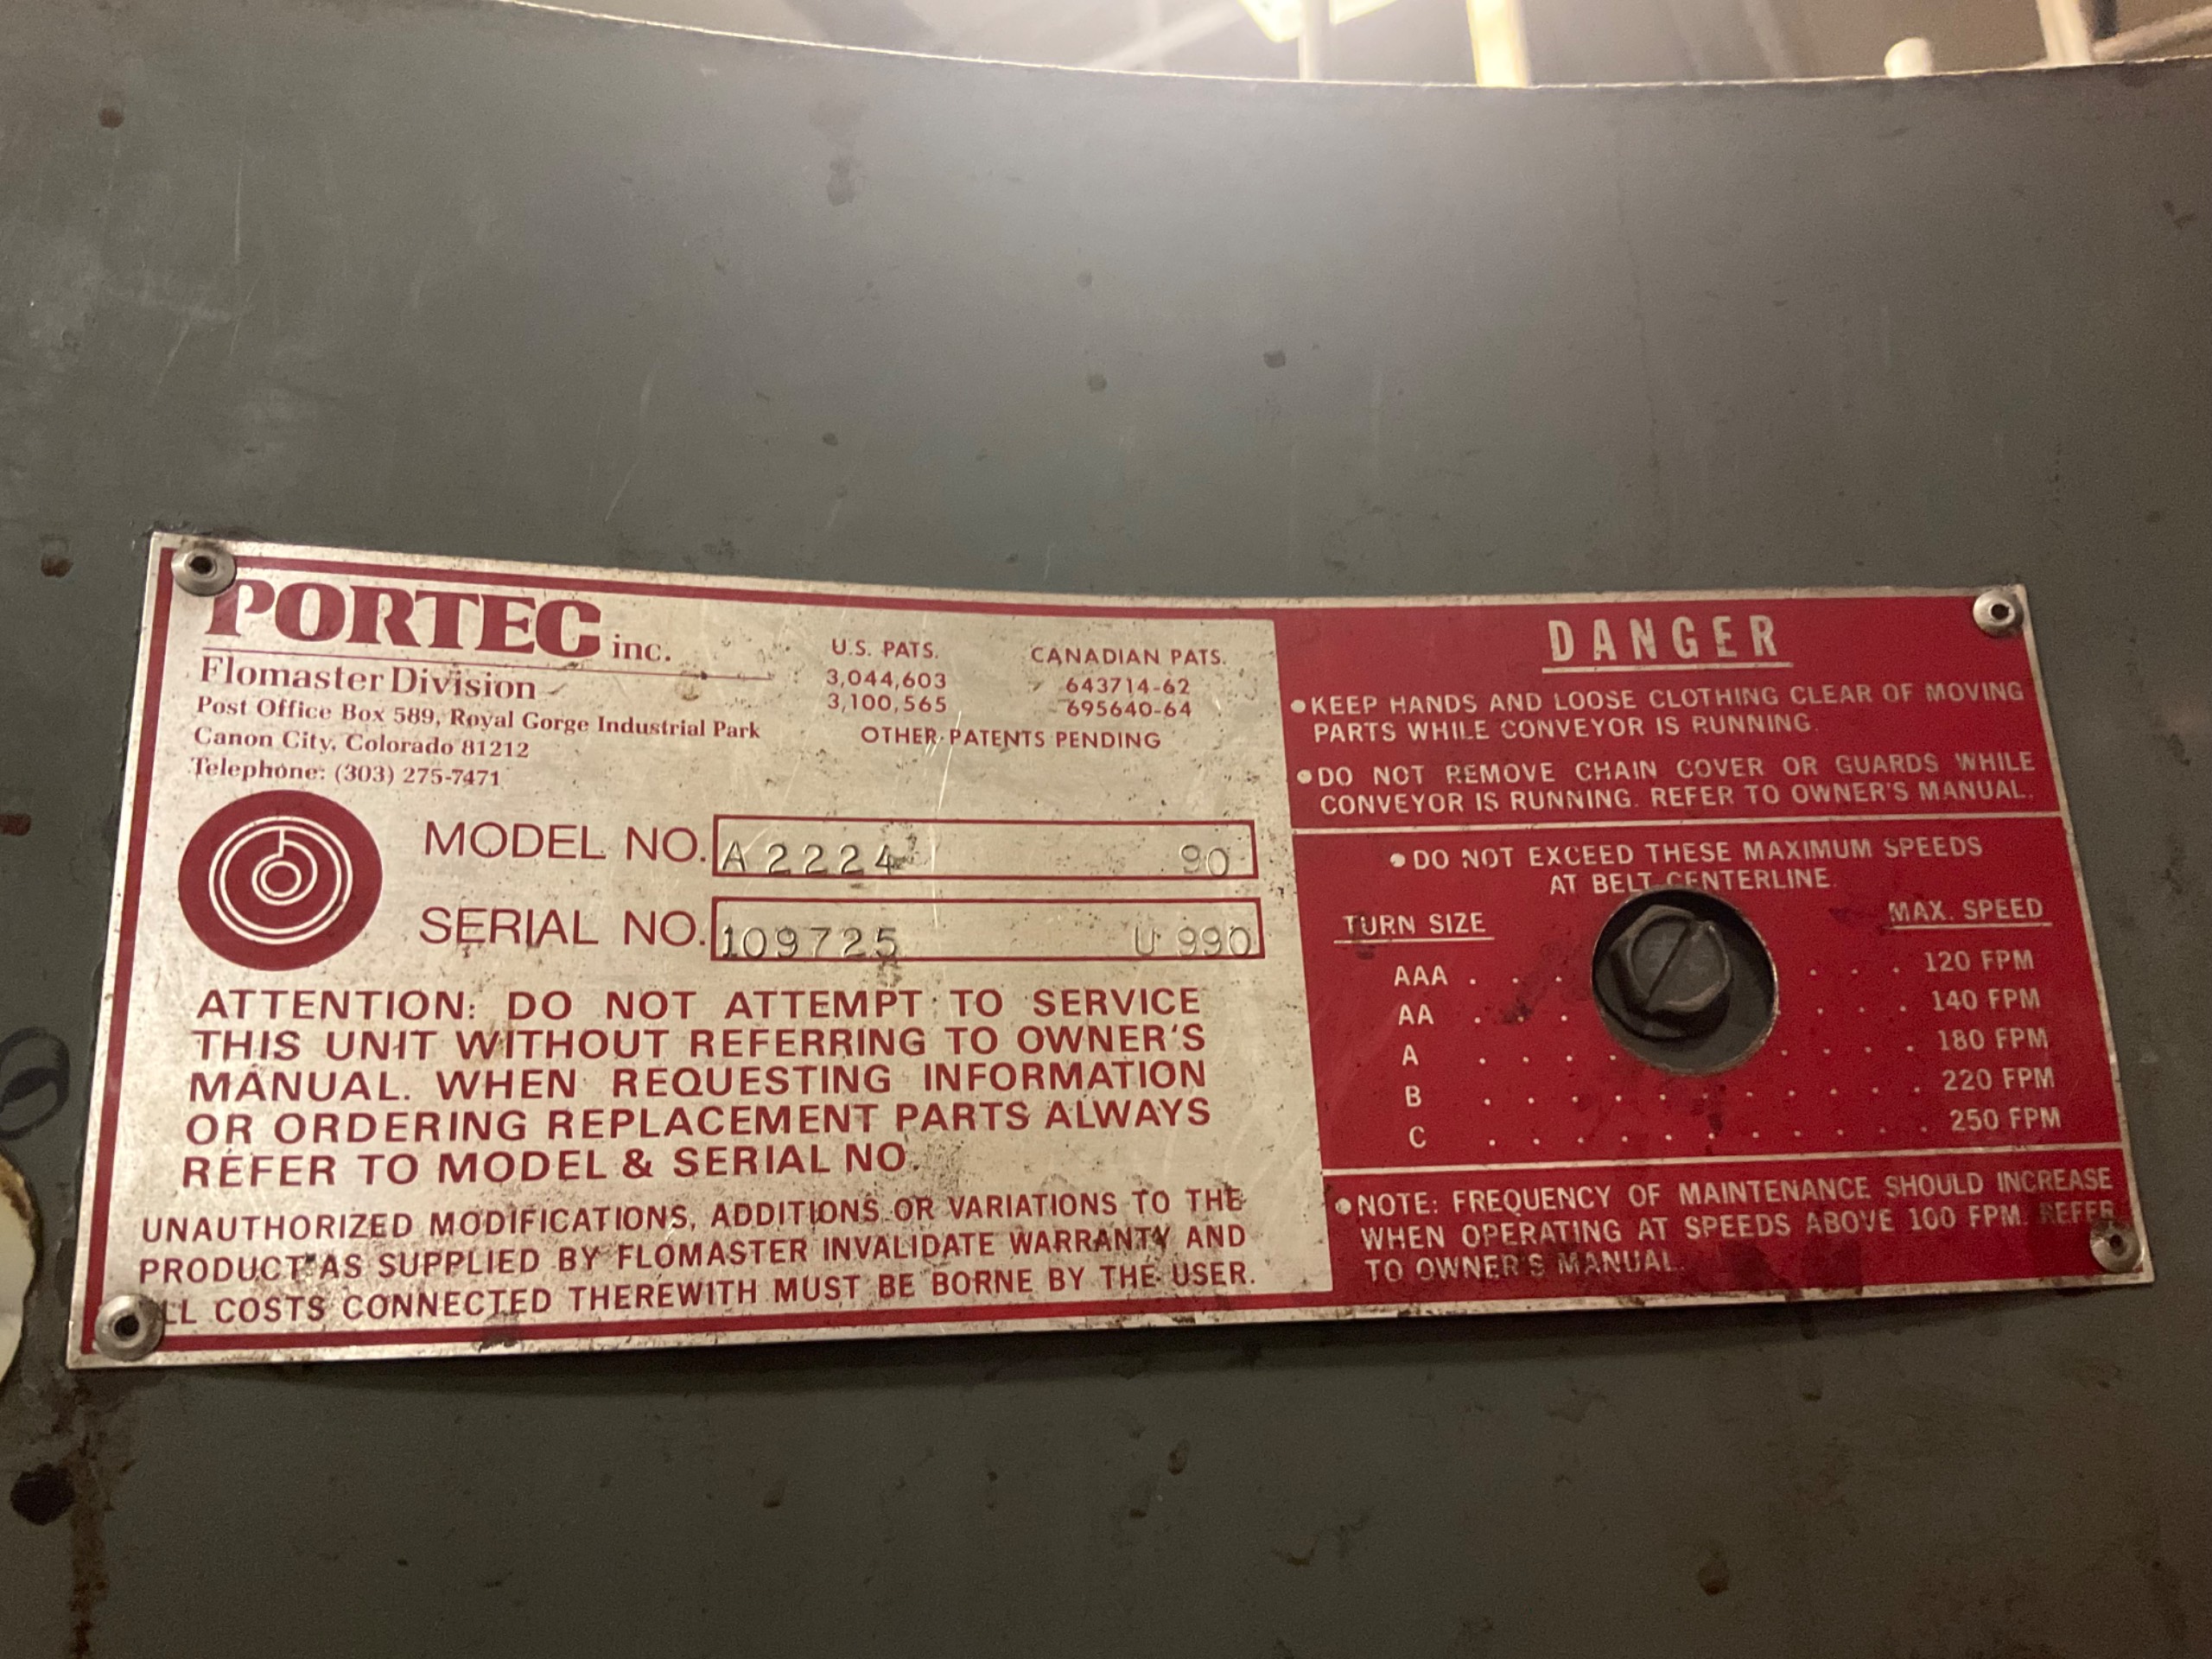 PORTEC inc.
Flomaster Division
Post Office Box 589, Royal Gorge Industrial Park
Canon City, Colorado 81212
Telephone: (303) 275-7471
U.S. PATS.
3,044,603
3,100,565
CANADIAN PATS.
643714-62
695640-64
OTHER PATENTS PENDING
MODEL NO. A2224 90
SERIAL NO. 109725 U 990
ATTENTION: DO NOT ATTEMPT TO SERVICE
THIS UNIT WITHOUT REFERRING TO OWNER'S
MANUAL. WHEN REQUESTING INFORMATION
OR ORDERING REPLACEMENT PARTS ALWAYS
REFER TO MODEL & SERIAL NO.
UNAUTHORIZED MODIFICATIONS, ADDITIONS OR VARIATIONS TO THE
PRODUCT AS SUPPLIED BY FLOMASTER INVALIDATE WARRANTY AND
ALL COSTS CONNECTED THEREWITH MUST BE BORNE BY THE USER.
DANGER
• KEEP HANDS AND LOOSE CLOTHING CLEAR OF MOVING
PARTS WHILE CONVEYOR IS RUNNING.
• DO NOT REMOVE CHAIN COVER OR GUARDS WHILE
CONVEYOR IS RUNNING. REFER TO OWNER'S MANUAL.
• DO NOT EXCEED THESE MAXIMUM SPEEDS
AT BELT CENTERLINE.
TURN SIZE MAX. SPEED
AAA 120 FPM
AA 140 FPM
A 180 FPM
B 220 FPM
C 250 FPM
• NOTE: FREQUENCY OF MAINTENANCE SHOULD INCREASE
WHEN OPERATING AT SPEEDS ABOVE 100 FPM. REFER
TO OWNER'S MANUAL.